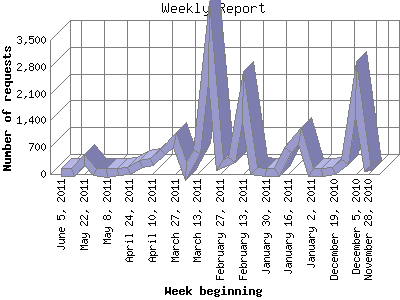 Weekly Report
Number of requests
3,500
2,800
2,100
1,400
700
0
June 5, 2011
May 22, 2011
May 8, 2011
April 24, 2011
April 10, 2011
March 27, 2011
March 13, 2011
February 27, 2011
February 13, 2011
January 30, 2011
January 16, 2011
January 2, 2011
December 19, 2010
December 5, 2010
November 28, 2010
Week beginning